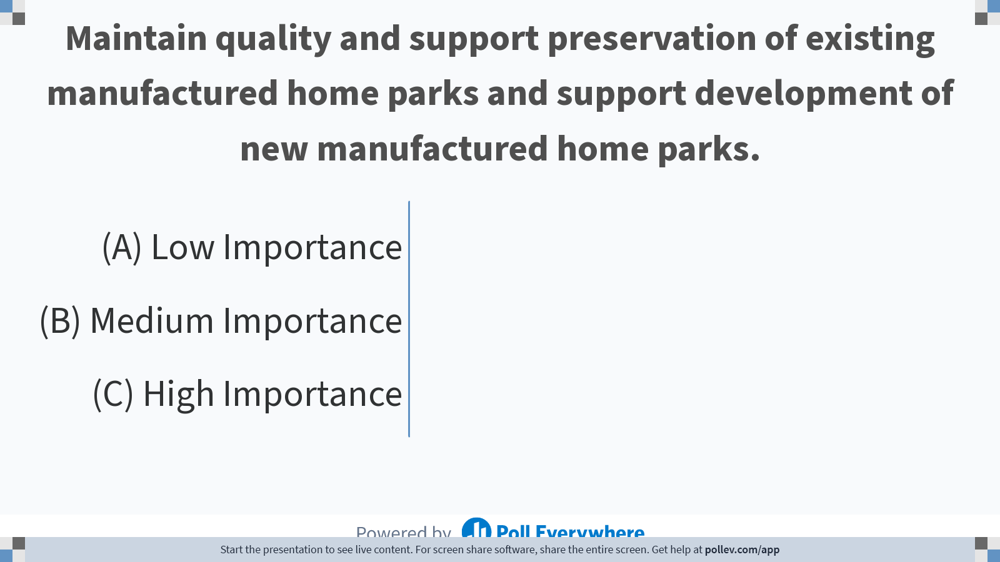 Maintain quality and support preservation of existing
manufactured home parks and support development of
new manufactured home parks.
(A) Low Importance
(B) Medium Importance
(C) High Importance
Powered by Poll Everywhere
Start the presentation to see live content. For screen share software, share the entire screen. Get help at pollev.com/app